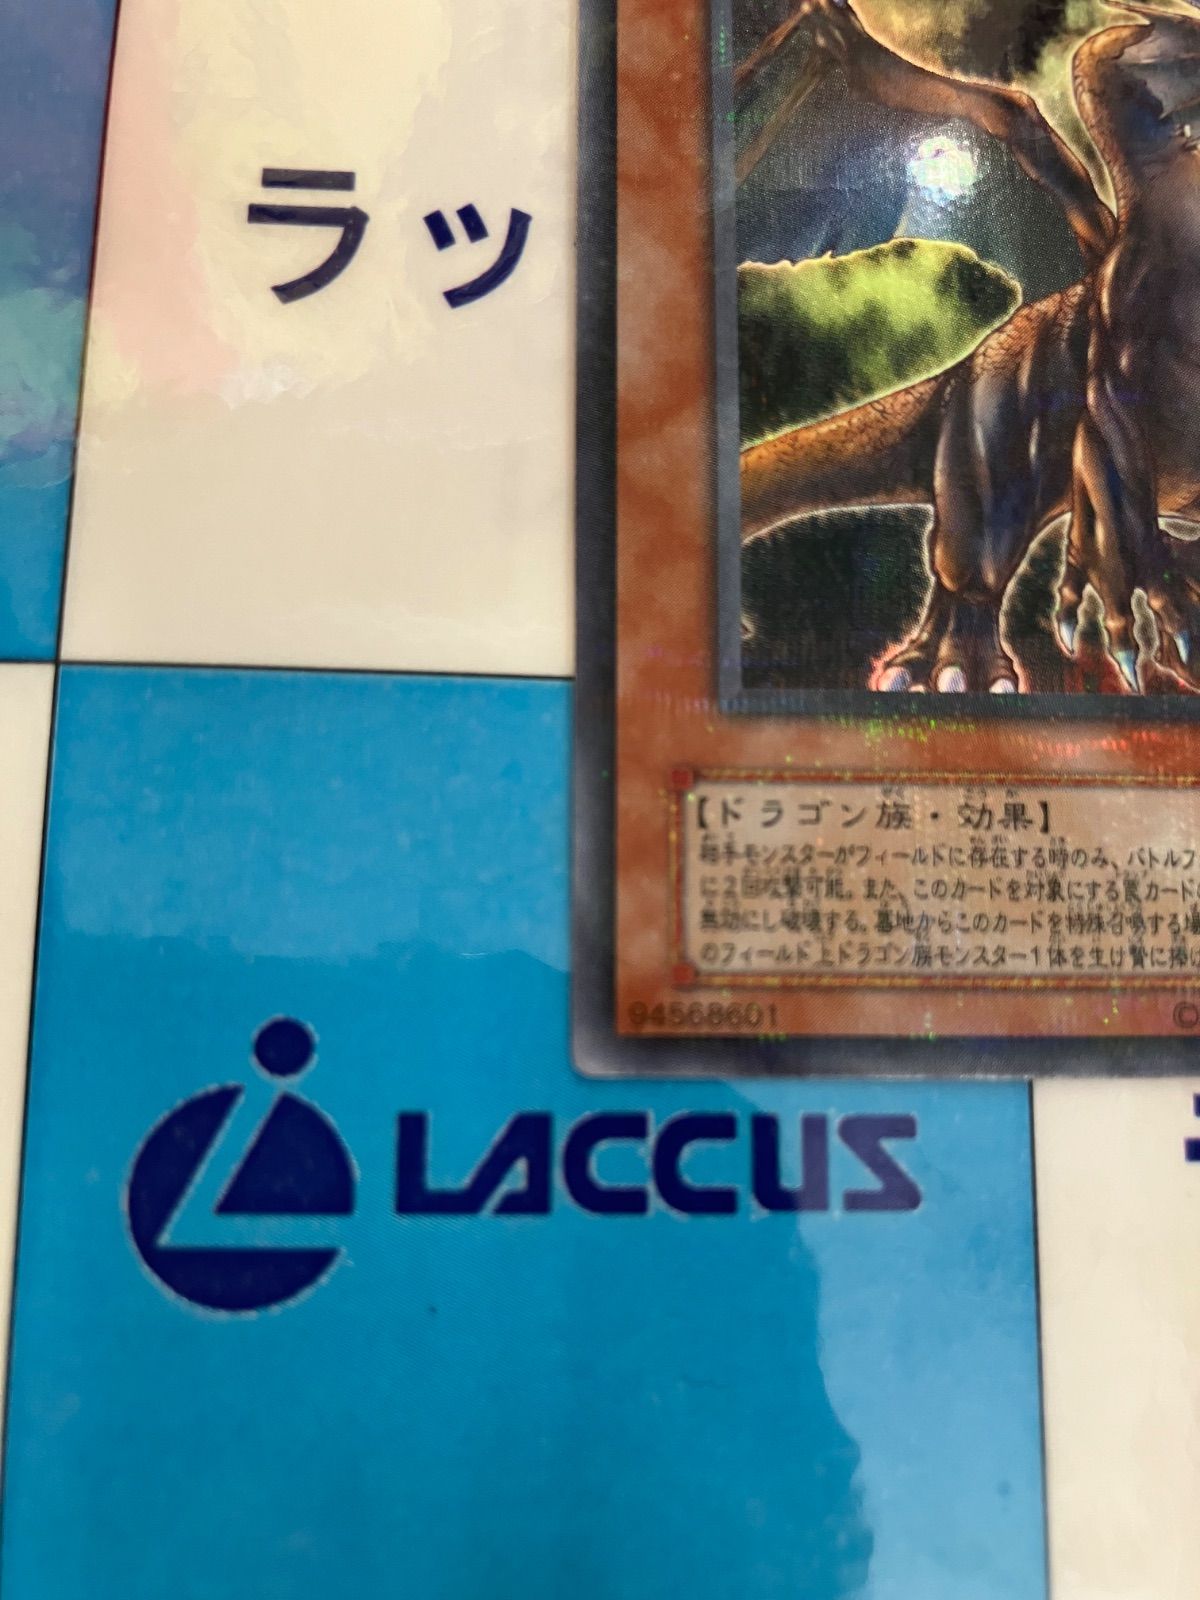 ラッ
【ドラゴン族・効果】
相手モンスターがフィールドに存在する時のみ、バトルフ
に2回攻撃可能。また、このカードを対象にする罠カード
無効にし破壊する。墓地からこのカードを特殊召喚する場
のフィールド上ドラゴン族モンスター1体を生け贄に捧げ
94568601
©
LACCUS